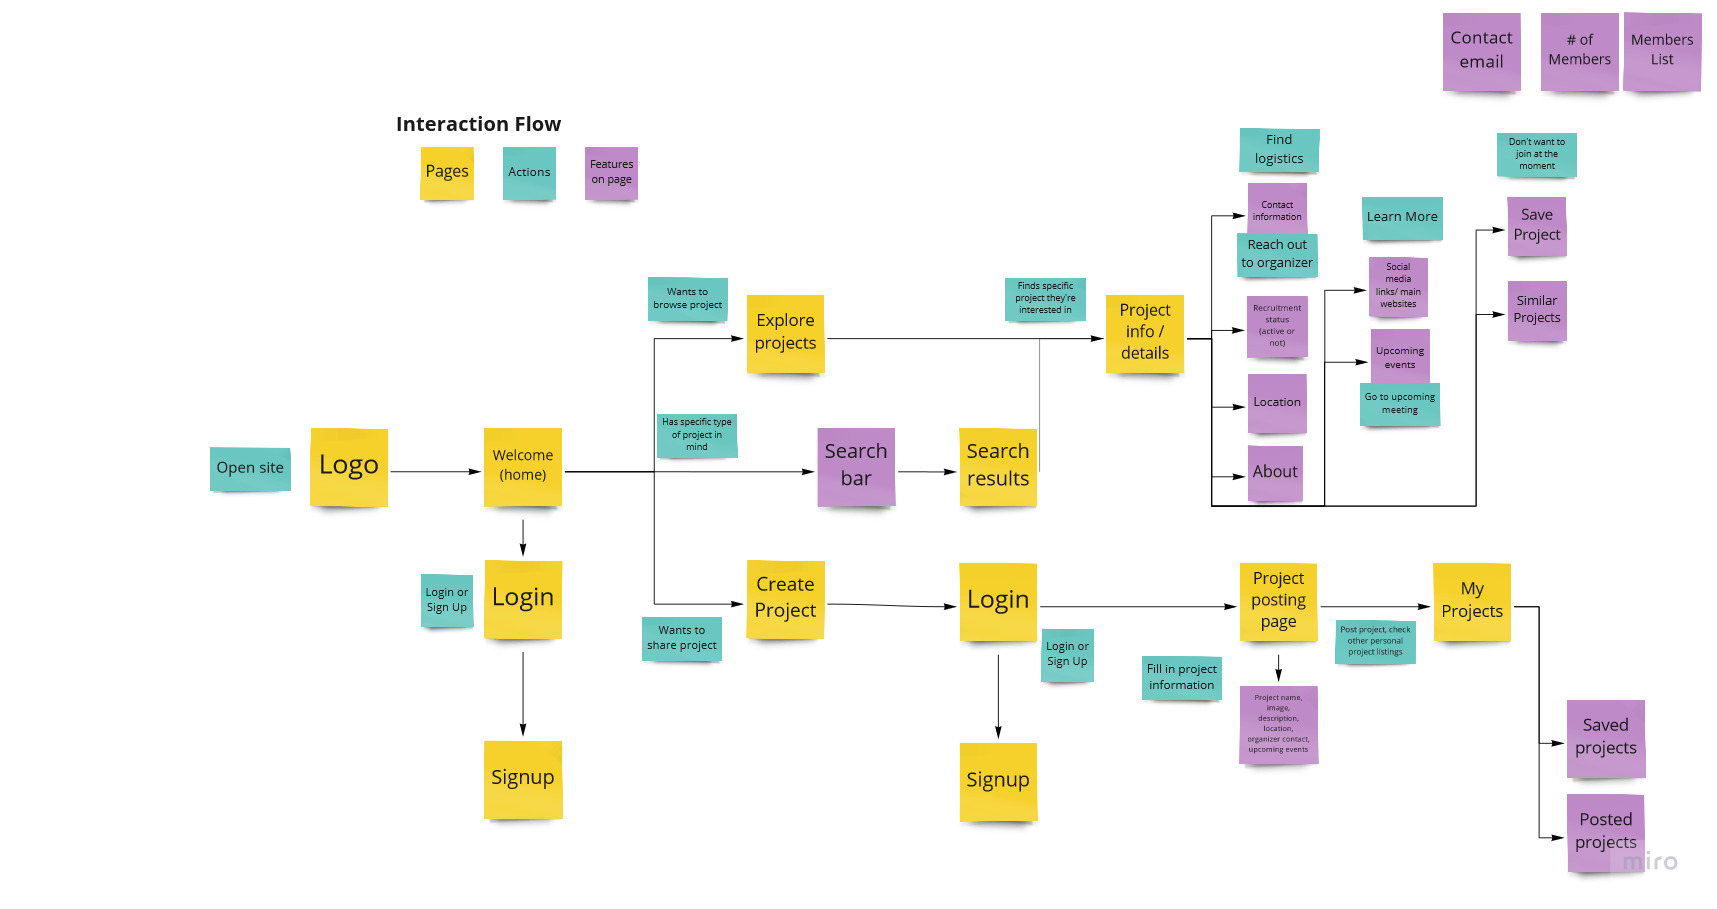 Contact
email
# of
Members
Members
List
Interaction Flow
Pages
Actions
Features
on page
Find
logistics
Don't want to
join at the
moment
Contact
information
Reach out
to organizer
Learn More
Save
Project
Wants to
browse project
Explore
projects
Finds specific
project they're
interested in
Project
info /
details
Recruitment
status
(active or
not)
Social
media
links/ main
websites
Similar
Projects
Upcoming
events
Go to upcoming
meeting
Location
About
Open site
Logo
Welcome
(home)
Has specific type
of project in
mind
Search
bar
Search
results
Login or
Sign Up
Login
Create
Project
Wants to
share project
Login
Login or
Sign Up
Project
posting
page
Fill in project
information
Post project, check
other personal
project listings
My
Projects
Project name,
image,
description,
location,
organizer contact,
upcoming events
Signup
Signup
Saved
projects
Posted
projects
miro